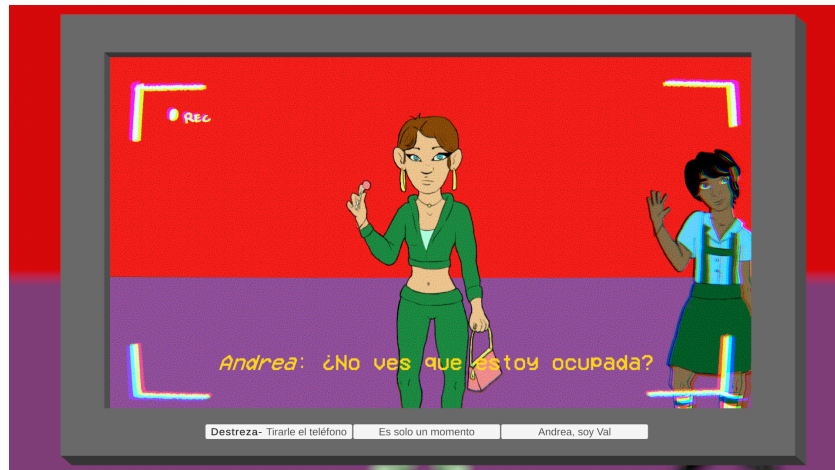 REC
Andrea: ¿No ves que estoy ocupada?
Destreza- Tirarle el teléfono
Es solo un momento
Andrea, soy Val